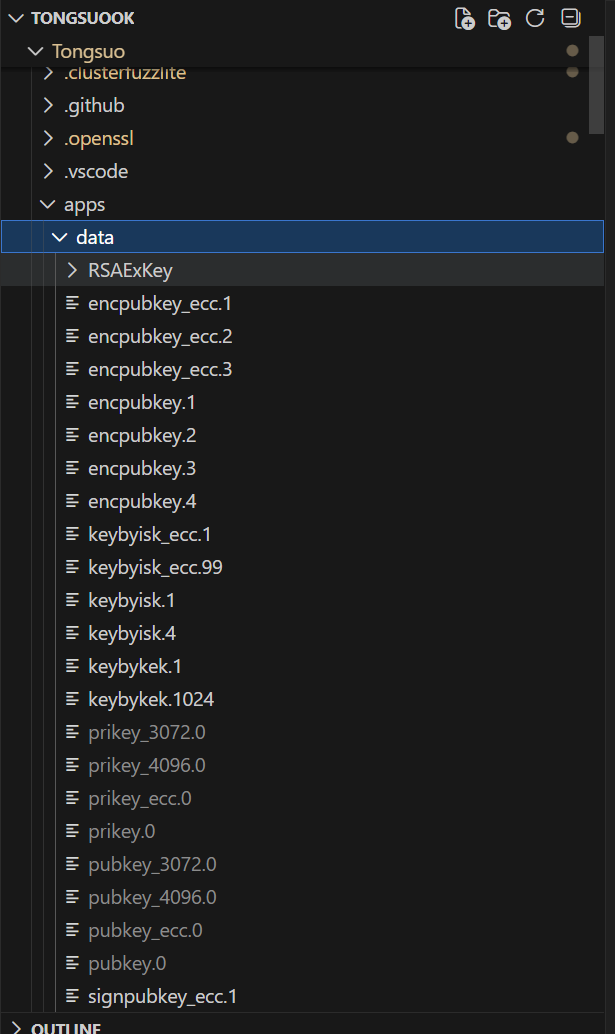 TONGSUOOK
Tongsuo
.clusterfuzzlite
.github
.openssl
.vscode
apps
data
RSAExKey
encpubkey_ecc.1
encpubkey_ecc.2
encpubkey_ecc.3
encpubkey.1
encpubkey.2
encpubkey.3
encpubkey.4
keybyisk_ecc.1
keybyisk_ecc.99
keybyisk.1
keybyisk.4
keybykek.1
keybykek.1024
prikey_3072.0
prikey_4096.0
prikey_ecc.0
prikey.0
pubkey_3072.0
pubkey_4096.0
pubkey_ecc.0
pubkey.0
signpubkey_ecc.1
OUTLINE